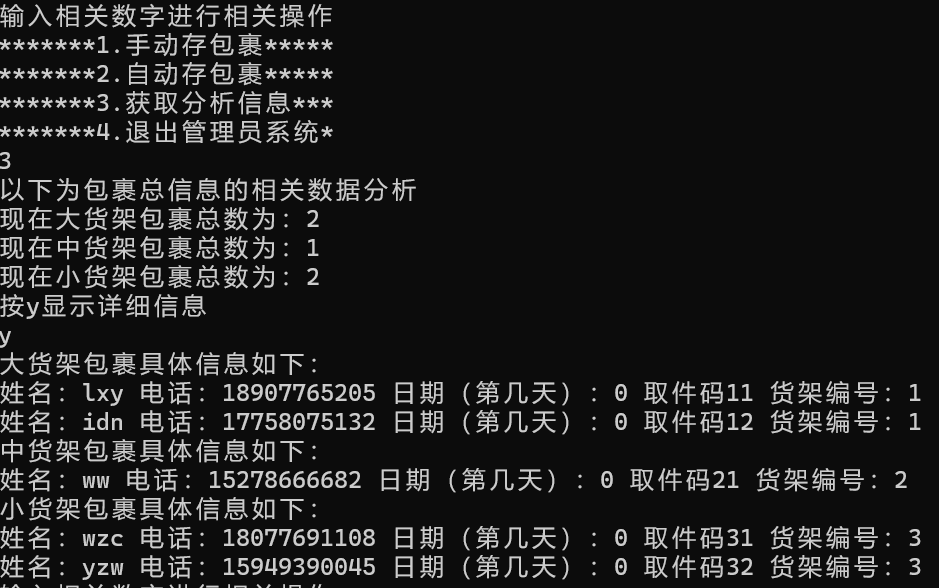 输入相关数字进行相关操作
*******1.手动存包裹*****
*******2.自动存包裹*****
*******3.获取分析信息***
*******4.退出管理员系统*
3
以下为包裹总信息的相关数据分析
现在大货架包裹总数为：2
现在中货架包裹总数为：1
现在小货架包裹总数为：2
按y显示详细信息
y
大货架包裹具体信息如下：
姓名：lxy 电话：18907765205 日期（第几天）：0 取件码11 货架编号：1
姓名：idn 电话：17758075132 日期（第几天）：0 取件码12 货架编号：1
中货架包裹具体信息如下：
姓名：ww 电话：15278666682 日期（第几天）：0 取件码21 货架编号：2
小货架包裹具体信息如下：
姓名：wzc 电话：18077691108 日期（第几天）：0 取件码31 货架编号：3
姓名：yzw 电话：15949390045 日期（第几天）：0 取件码32 货架编号：3
输入相关数字进行相关操作